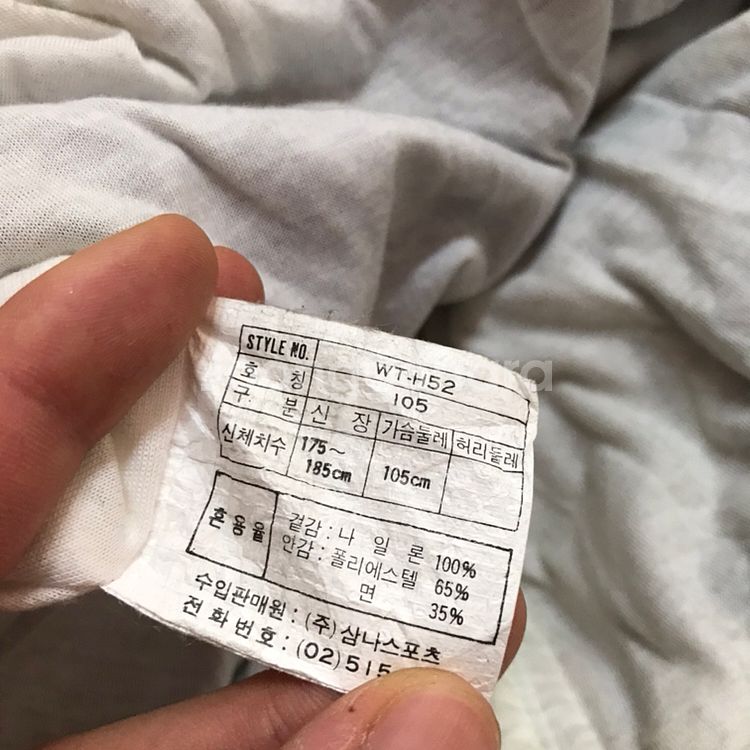 STYLE NO. WT-H52
호 칭 105
구 분 신 장 가슴둘레 허리둘레
신체치수 175~185cm 105cm
혼용율 겉감 : 나 일 론 100%
안감 : 폴리에스텔 65%
면 35%
수입판매원 : (주)삼나스포츠
전 화 번 호 : (02)515